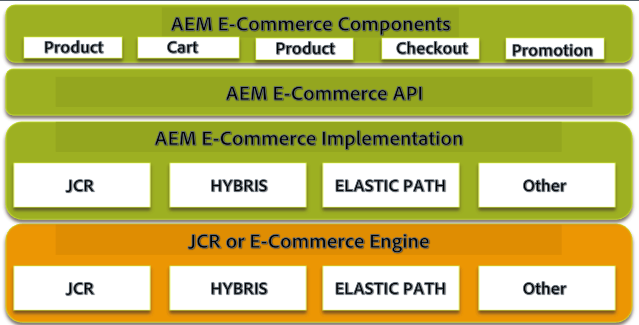 AEM E-Commerce Components
Product Cart Product Checkout Promotion
AEM E-Commerce API
AEM E-Commerce Implementation
JCR HYBRIS ELASTIC PATH Other
JCR or E-Commerce Engine
JCR HYBRIS ELASTIC PATH Other